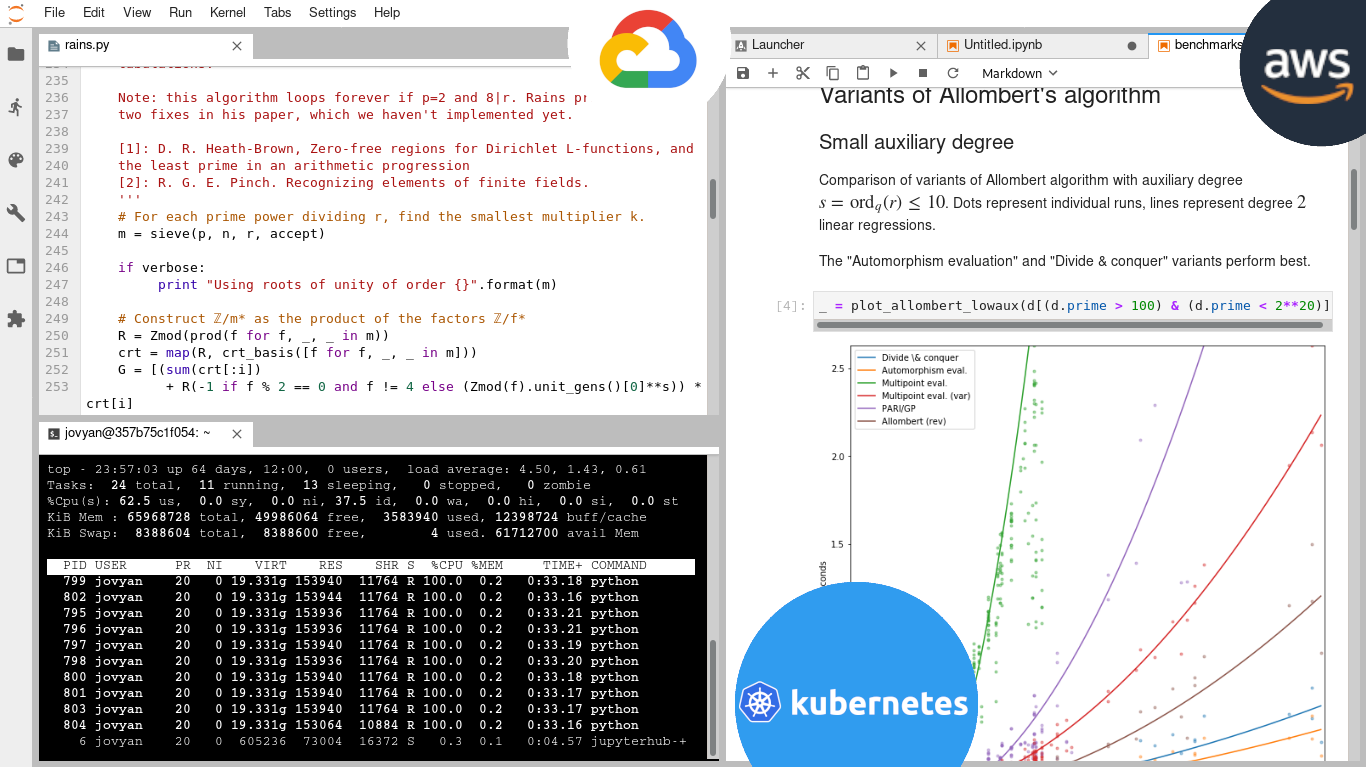 File Edit View Run Kernel Tabs Settings Help
rains.py
235
236 Note: this algorithm loops forever if p=2 and 8|r. Rains pr
237 two fixes in his paper, which we haven't implemented yet.
238
239 [1]: D. R. Heath-Brown, Zero-free regions for Dirichlet L-functions, and
240 the least prime in an arithmetic progression
241 [2]: R. G. E. Pinch. Recognizing elements of finite fields.
242 '''
243 # For each prime power dividing r, find the smallest multiplier k.
244 m = sieve(p, n, r, accept)
245
246 if verbose:
247 print "Using roots of unity of order {}".format(m)
248
249 # Construct ℤ/m* as the product of the factors ℤ/f*
250 R = Zmod(prod(f for f, _, _ in m))
251 crt = map(R, crt_basis([f for f, _, _ in m]))
252 G = [(sum(crt[:i])
253 + R(-1 if f % 2 == 0 and f != 4 else (Zmod(f).unit_gens()[0]**s)) *
crt[i]
jovyan@357b75c1f054: ~
top - 23:57:03 up 64 days, 12:00, 0 users, load average: 4.50, 1.43, 0.61
Tasks: 24 total, 11 running, 13 sleeping, 0 stopped, 0 zombie
%Cpu(s): 62.5 us, 0.0 sy, 0.0 ni, 37.5 id, 0.0 wa, 0.0 hi, 0.0 si, 0.0 st
KiB Mem : 65968728 total, 49986064 free, 3583940 used, 12398724 buff/cache
KiB Swap: 8388604 total, 8388600 free, 4 used. 61712700 avail Mem
PID USER PR NI VIRT RES SHR S %CPU %MEM TIME+ COMMAND
799 jovyan 20 0 19.331g 153940 11764 R 100.0 0.2 0:33.18 python
802 jovyan 20 0 19.331g 153944 11764 R 100.0 0.2 0:33.16 python
795 jovyan 20 0 19.331g 153936 11764 R 100.0 0.2 0:33.21 python
796 jovyan 20 0 19.331g 153936 11764 R 100.0 0.2 0:33.21 python
797 jovyan 20 0 19.331g 153940 11764 R 100.0 0.2 0:33.19 python
798 jovyan 20 0 19.331g 153936 11764 R 100.0 0.2 0:33.20 python
800 jovyan 20 0 19.331g 153940 11764 R 100.0 0.2 0:33.18 python
801 jovyan 20 0 19.331g 153940 11764 R 100.0 0.2 0:33.17 python
803 jovyan 20 0 19.331g 153940 11764 R 100.0 0.2 0:33.17 python
804 jovyan 20 0 19.331g 153064 10884 R 100.0 0.2 0:33.16 python
6 jovyan 20 0 605236 73004 16372 S 0.3 0.1 0:04.57 jupyterhub-+
Launcher Untitled.ipynb benchmarks
aws
Markdown
Variants of Allombert's algorithm
Small auxiliary degree
Comparison of variants of Allombert algorithm with auxiliary degree
s = ord_q(r) ≤ 10. Dots represent individual runs, lines represent degree 2
linear regressions.
The "Automorphism evaluation" and "Divide & conquer" variants perform best.
[4]: _ = plot_allombert_lowaux(d[(d.prime > 100) & (d.prime < 2**20)]
Divide \& conquer
Automorphism eval.
Multipoint eval.
Multipoint eval. (var)
PARI/GP
Allombert (rev)
2.5
2.0
1.5
kubernetes